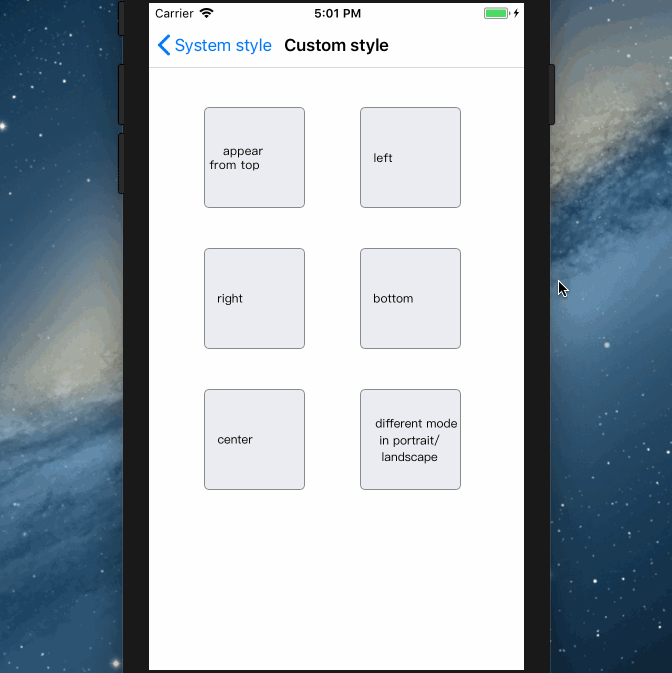 Carrier 5:01 PM
System style Custom style
appear
from top
left
right
bottom
center
different mode
in portrait/
landscape